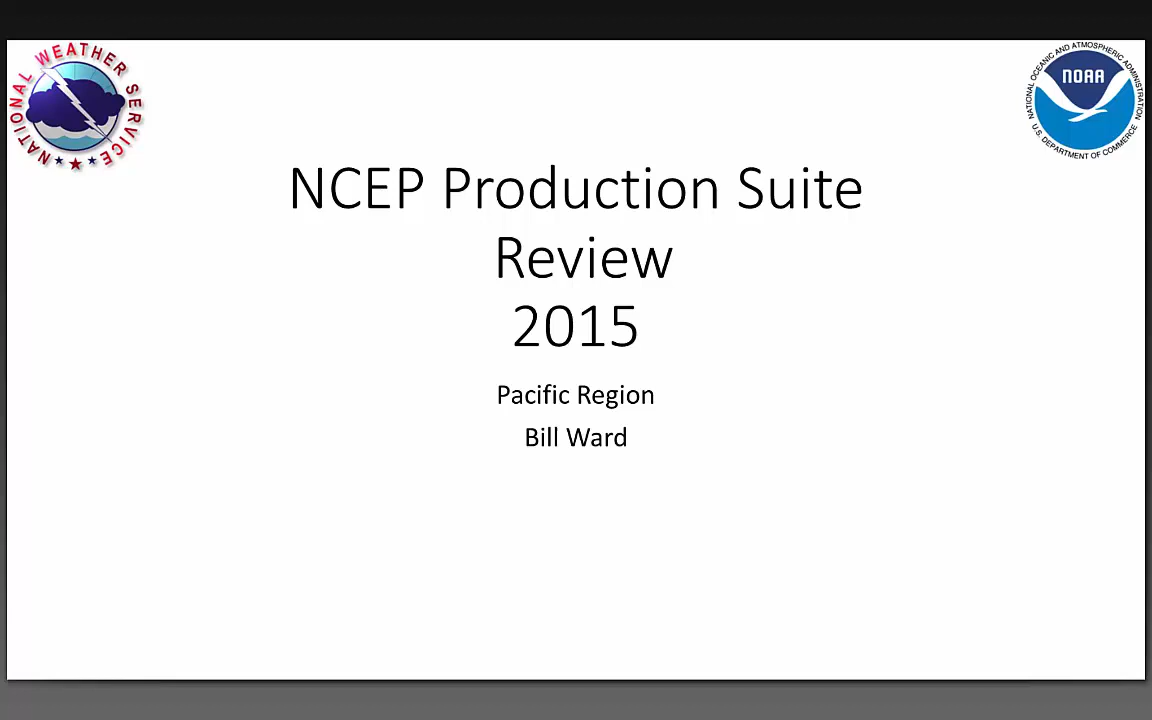 NATIONAL WEATHER SERVICE
NATIONAL OCEANIC AND ATMOSPHERIC ADMINISTRATION
NOAA
U.S. DEPARTMENT OF COMMERCE
NCEP Production Suite
Review
2015
Pacific Region
Bill Ward